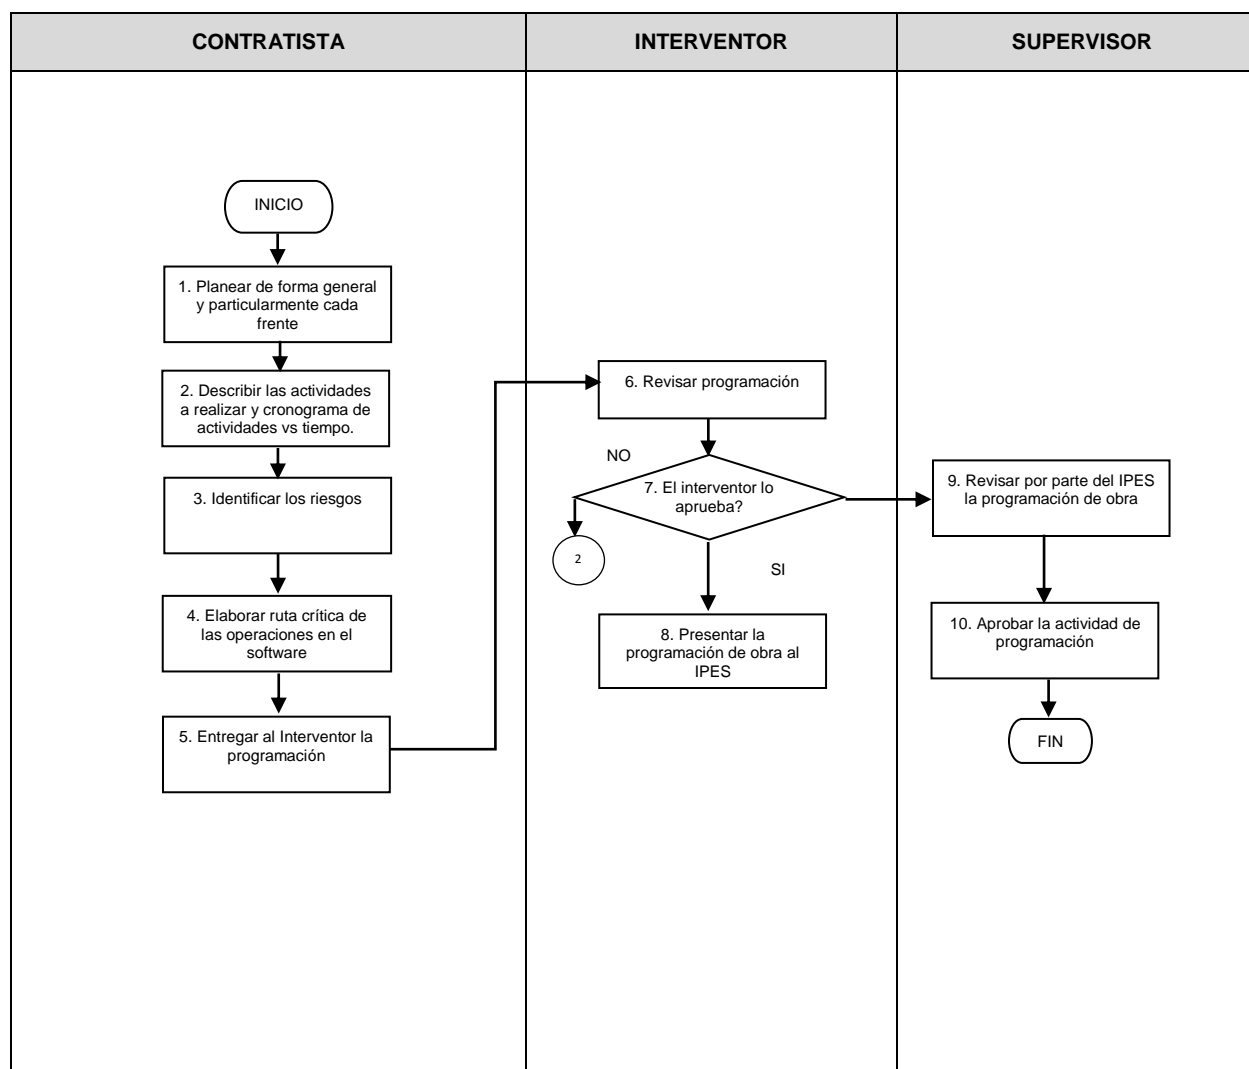 CONTRATISTA
INTERVENTOR
SUPERVISOR
INICIO
1. Planear de forma general
y particularmente cada
frente
2. Describir las actividades
a realizar y cronograma de
actividades vs tiempo.
3. Identificar los riesgos
4. Elaborar ruta crítica de
las operaciones en el
software
5. Entregar al Interventor la
programación
6. Revisar programación
NO
7. El interventor lo
aprueba?
2
SI
8. Presentar la
programación de obra al
IPES
9. Revisar por parte del IPES
la programación de obra
10. Aprobar la actividad de
programación
FIN